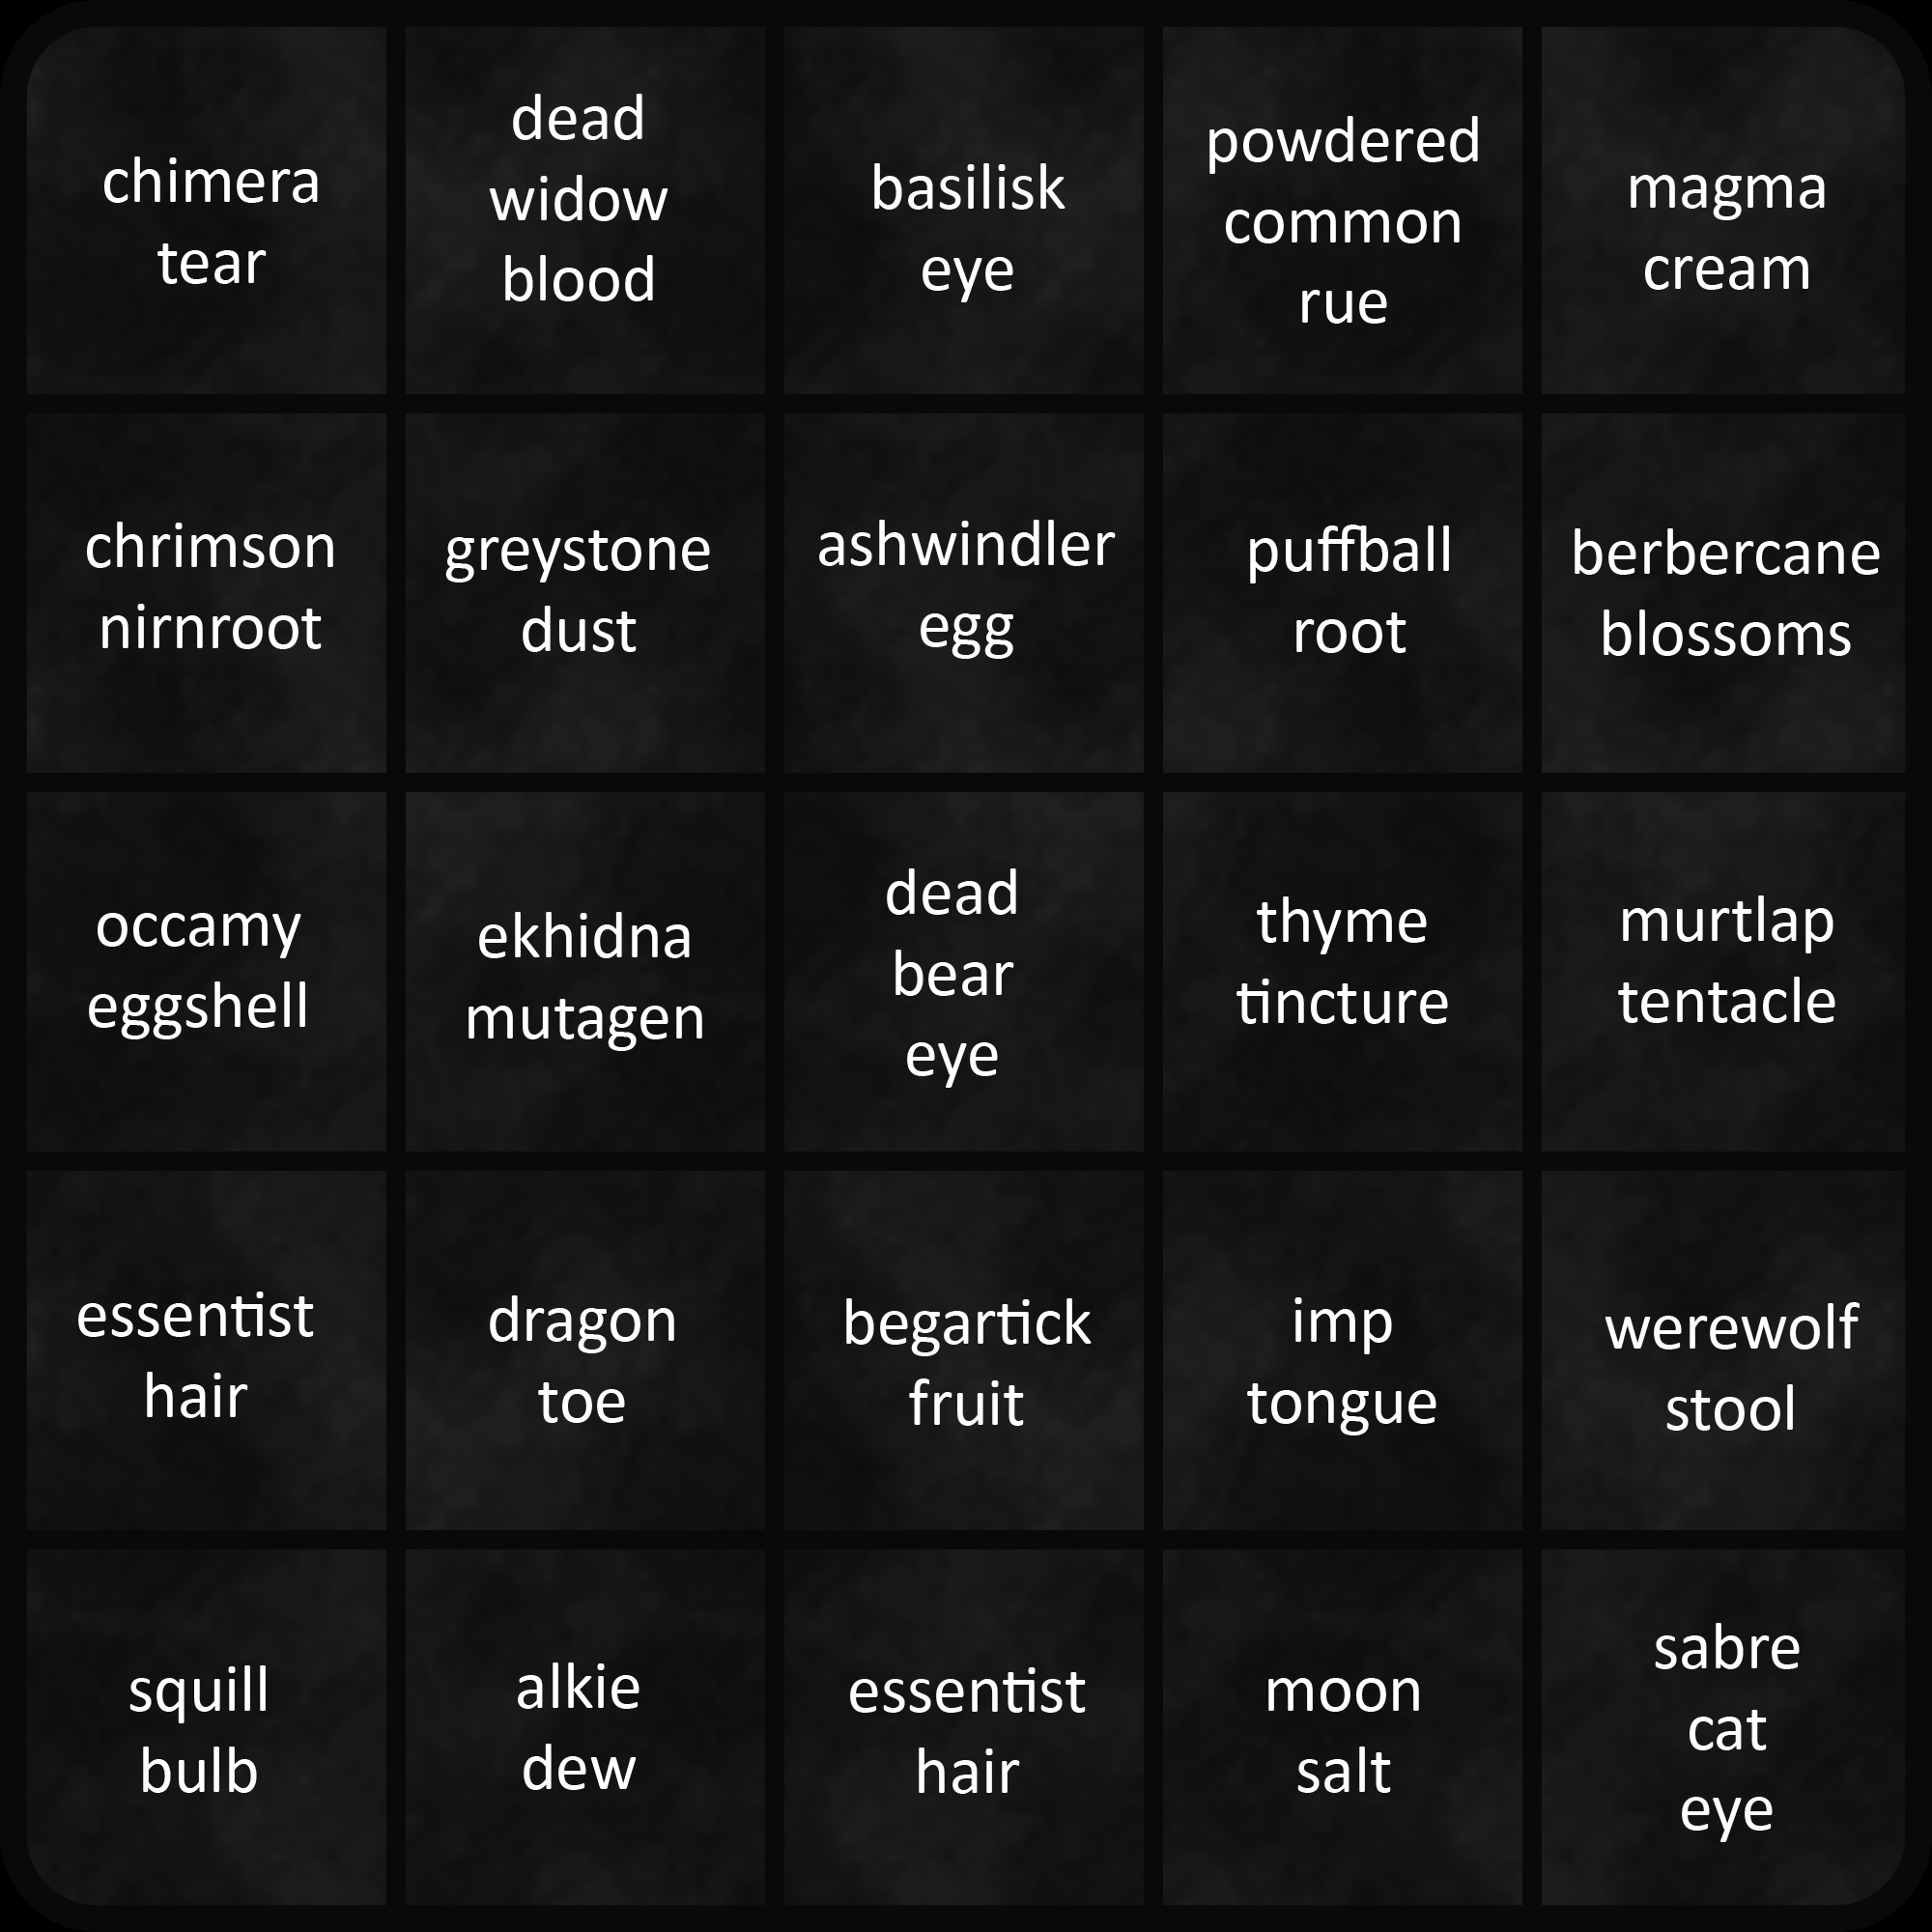 chimera
tear
dead
widow
blood
basilisk
eye
powdered
common
rue
magma
cream
chrimson
nirnroot
greystone
dust
ashwindler
egg
puffball
root
berbercane
blossoms
occamy
eggshell
ekhidna
mutagen
dead
bear
eye
thyme
tincture
murtlap
tentacle
essentist
hair
dragon
toe
begartick
fruit
imp
tongue
werewolf
stool
squill
bulb
alkie
dew
essentist
hair
moon
salt
sabre
cat
eye